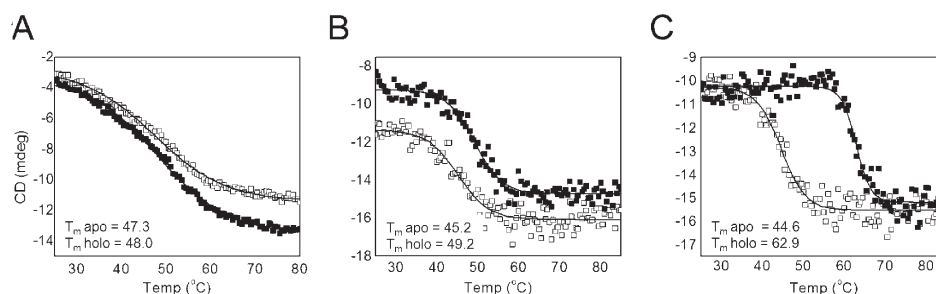 A
B
C
CD (mdeg)
-2
-4
-6
-8
-10
-12
-14
T_m apo = 47.3
T_m holo = 48.0
30 40 50 60 70 80
Temp (°C)
-8
-10
-12
-14
-16
-18
T_m apo = 45.2
T_m holo = 49.2
30 40 50 60 70 80
Temp (°C)
-10
-11
-12
-13
-14
-15
-16
-17
T_m apo = 44.6
T_m holo = 62.9
30 40 50 60 70 80
Temp (°C)